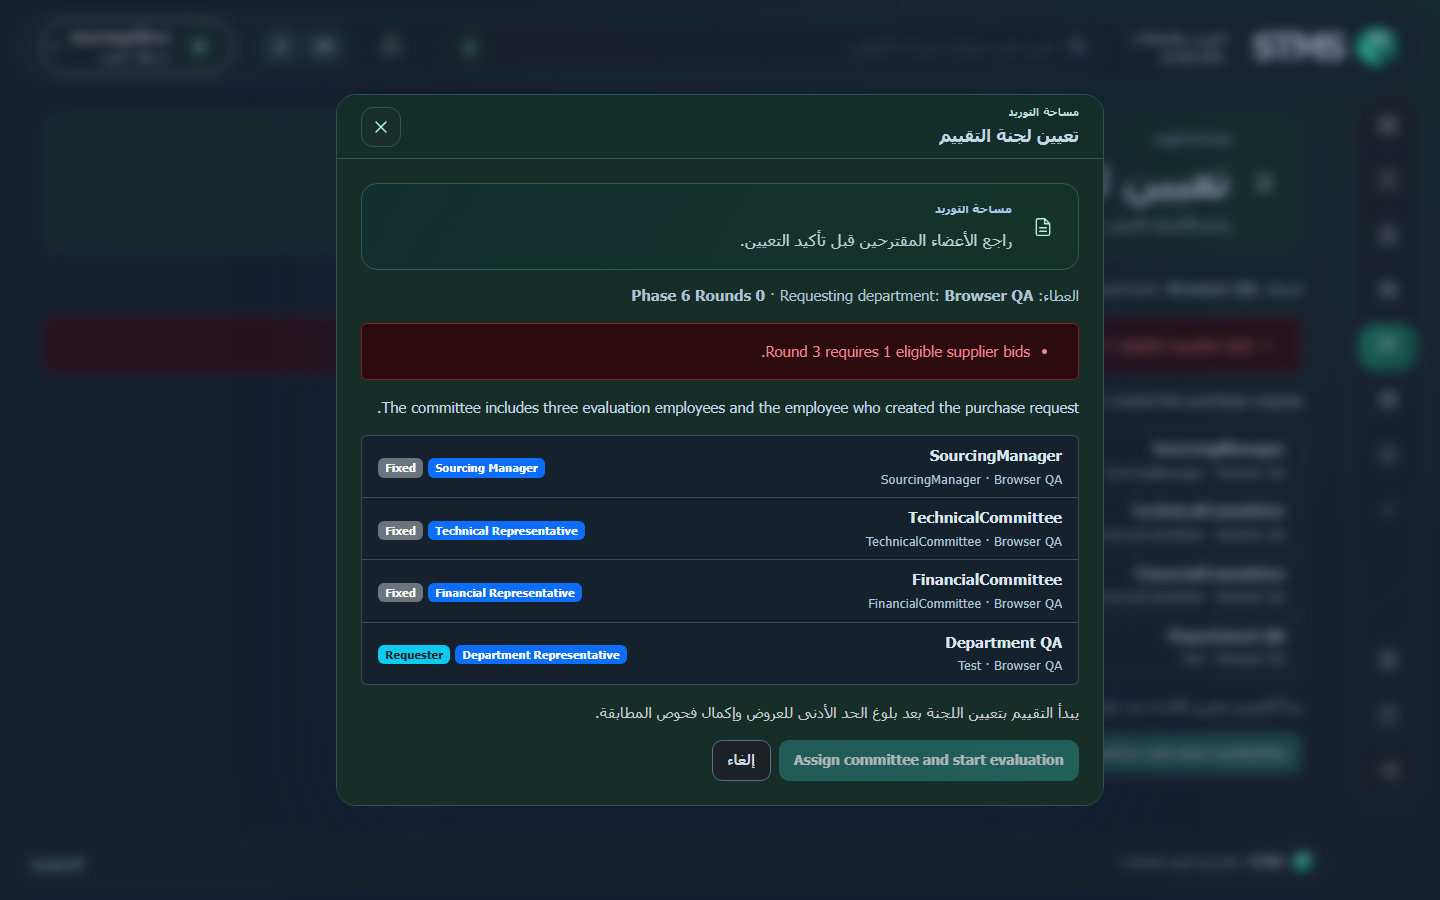 STMS
مساحة التوريد
تعيين لجنة التقييم
مساحة التوريد
راجع الأعضاء المقترحين قبل تأكيد التعيين.
العطاء: Phase 6 Rounds 0 · Requesting department: Browser QA
Round 3 requires 1 eligible supplier bids.
The committee includes three evaluation employees and the employee who created the purchase request.
SourcingManager
SourcingManager · Browser QA
Sourcing Manager
Fixed
TechnicalCommittee
TechnicalCommittee · Browser QA
Technical Representative
Fixed
FinancialCommittee
FinancialCommittee · Browser QA
Financial Representative
Fixed
Department QA
Test · Browser QA
Department Representative
Requester
يبدأ التقييم بتعيين اللجنة بعد بلوغ الحد الأدنى للعروض وإكمال فحوص المطابقة.
Assign committee and start evaluation
إلغاء